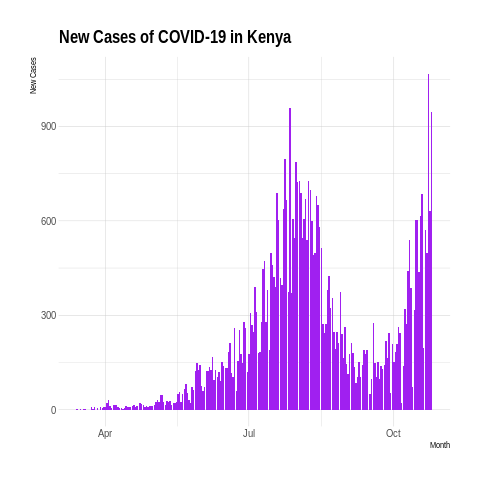 New Cases of COVID-19 in Kenya
New Cases
900
600
300
0
Apr
Jul
Oct
Month